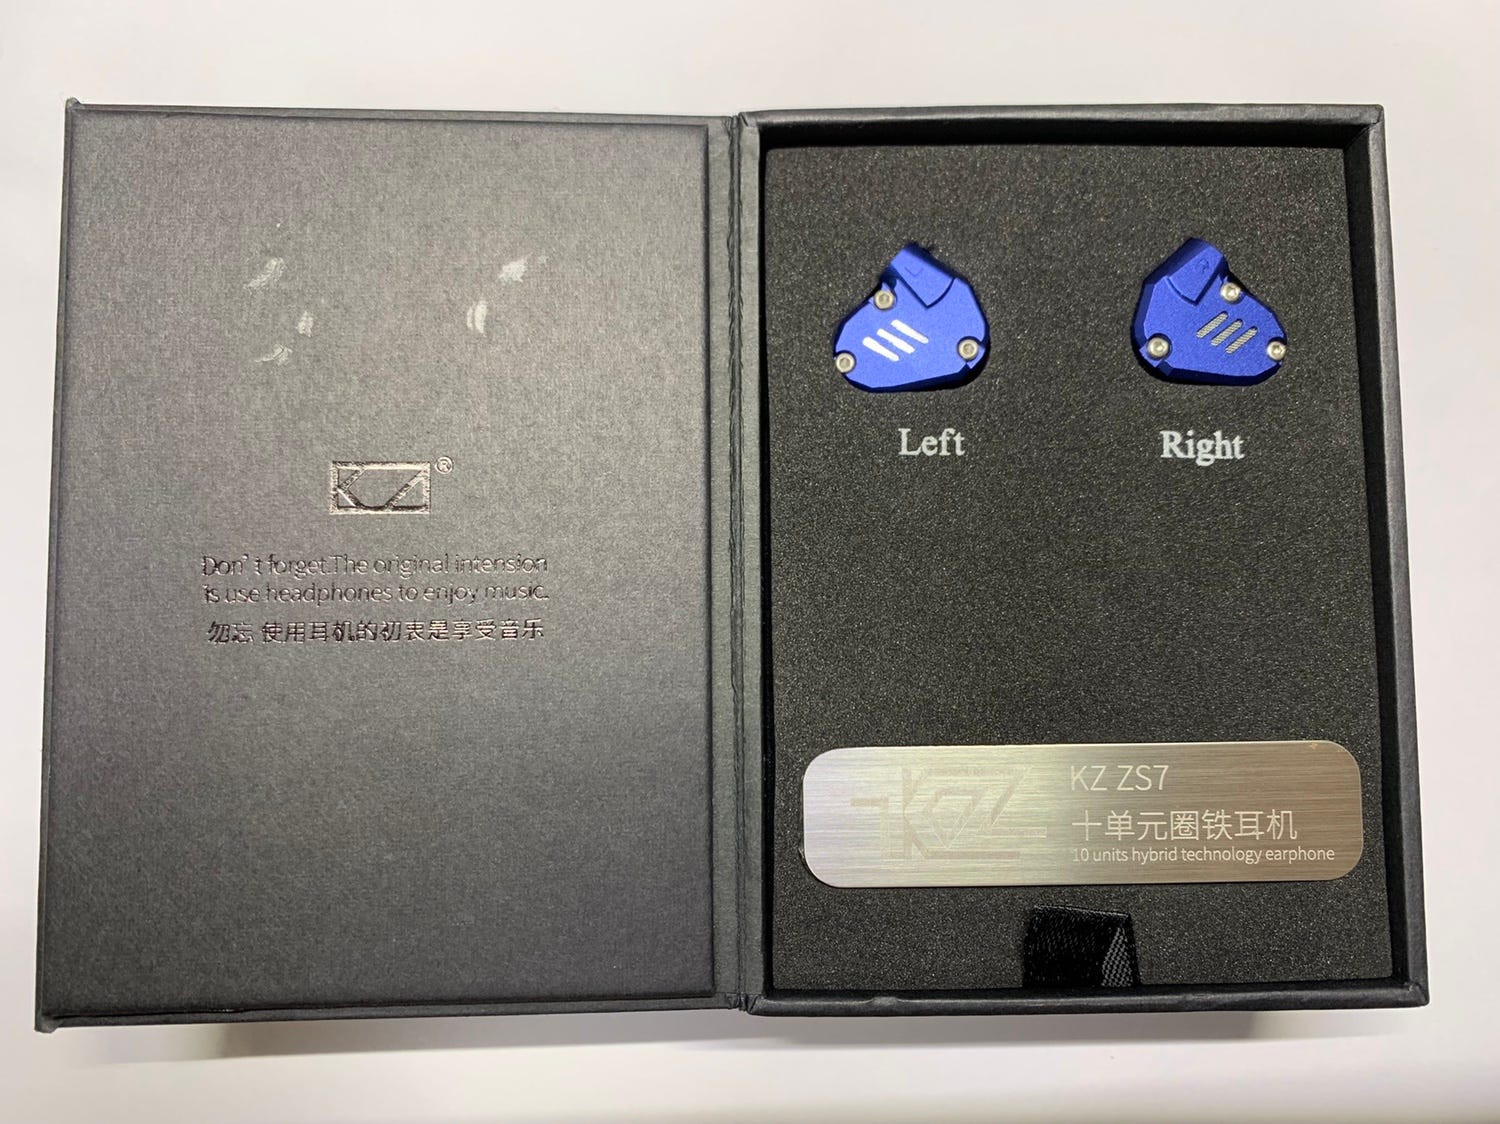 KZ®
Don't forget.The original intension
is use headphones to enjoy music.
勿忘 使用耳机的初衷是享受音乐
L
R
Left
Right
KZ
KZ ZS7
十单元圈铁耳机
10 units hybrid technology earphone